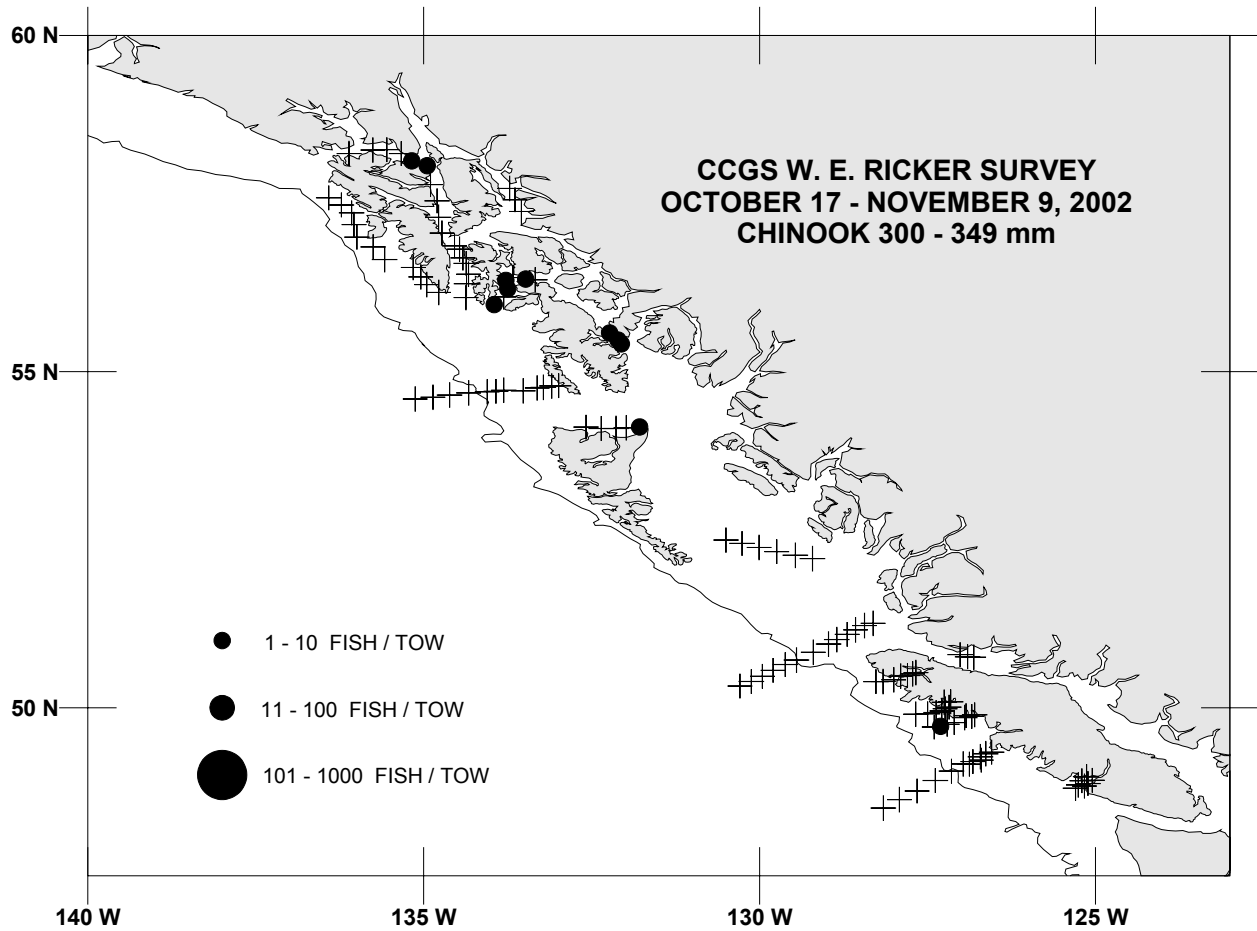 60 N
CCGS W. E. RICKER SURVEY
OCTOBER 17 - NOVEMBER 9, 2002
CHINOOK 300 - 349 mm
55 N
1 - 10 FISH / TOW
11 - 100 FISH / TOW
50 N
101 - 1000 FISH / TOW
140 W 135 W 130 W 125 W